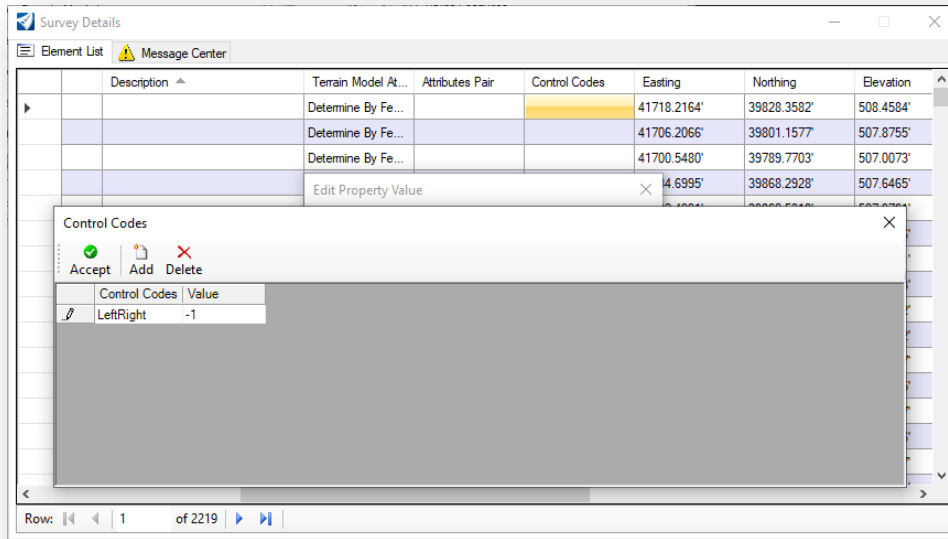 Survey Details
Element List Message Center
Description Terrain Model At... Attributes Pair Control Codes Easting Northing Elevation
Determine By Fe... 41718.2164' 39828.3582' 508.4584'
Determine By Fe... 41706.2066' 39801.1577' 507.8755'
Determine By Fe... 41700.5480' 39789.7703' 507.0073'
Edit Property Value 4.6995' 39868.2928' 507.6465'
Control Codes
Accept Add Delete
Control Codes Value
LeftRight -1
Row: 1 of 2219